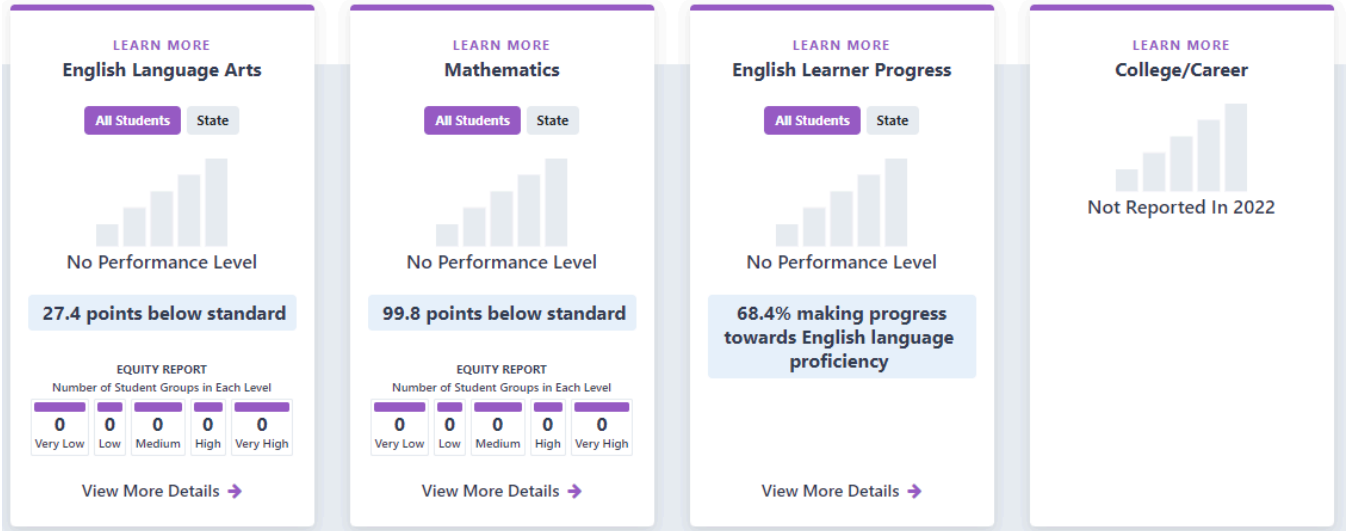 LEARN MORE
English Language Arts
All Students State
No Performance Level
27.4 points below standard
EQUITY REPORT
Number of Student Groups in Each Level
0 0 0 0 0
Very Low Low Medium High Very High
View More Details
LEARN MORE
Mathematics
All Students State
No Performance Level
99.8 points below standard
EQUITY REPORT
Number of Student Groups in Each Level
0 0 0 0 0
Very Low Low Medium High Very High
View More Details
LEARN MORE
English Learner Progress
All Students State
No Performance Level
68.4% making progress
towards English language
proficiency
View More Details
LEARN MORE
College/Career
Not Reported In 2022